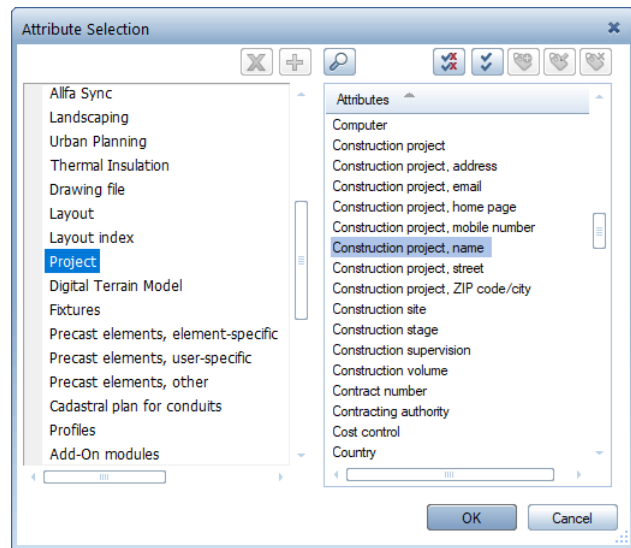 Attribute Selection
Allfa Sync
Landscaping
Urban Planning
Thermal Insulation
Drawing file
Layout
Layout index
Project
Digital Terrain Model
Fixtures
Precast elements, element-specific
Precast elements, user-specific
Precast elements, other
Cadastral plan for conduits
Profiles
Add-On modules
Attributes
Computer
Construction project
Construction project, address
Construction project, email
Construction project, home page
Construction project, mobile number
Construction project, name
Construction project, street
Construction project, ZIP code/city
Construction site
Construction stage
Construction supervision
Construction volume
Contract number
Contracting authority
Cost control
Country
OK
Cancel